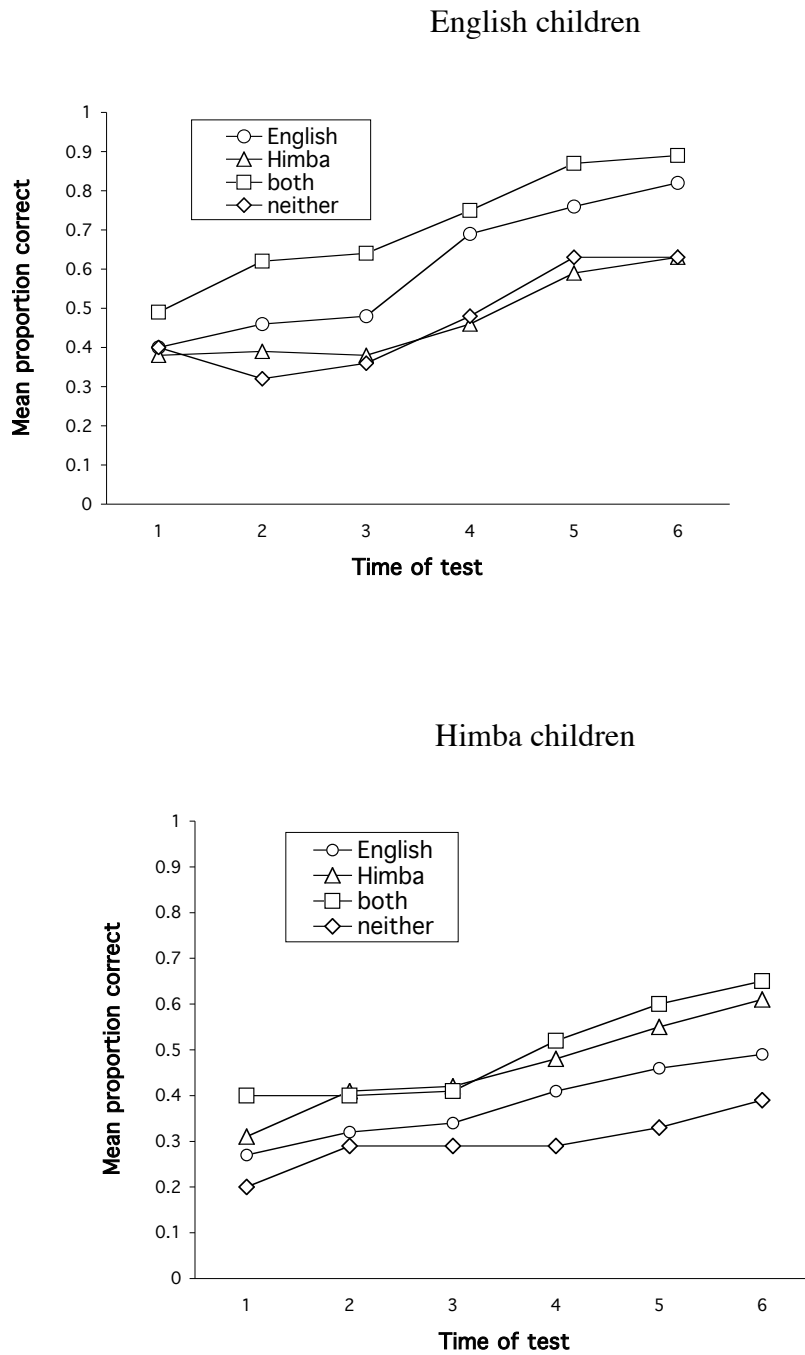 English children
1
0.9
0.8
0.7
0.6
0.5
0.4
0.3
0.2
0.1
0
Mean proportion correct
English
Himba
both
neither
1 2 3 4 5 6
Time of test
Himba children
1
0.9
0.8
0.7
0.6
0.5
0.4
0.3
0.2
0.1
0
Mean proportion correct
English
Himba
both
neither
1 2 3 4 5 6
Time of test